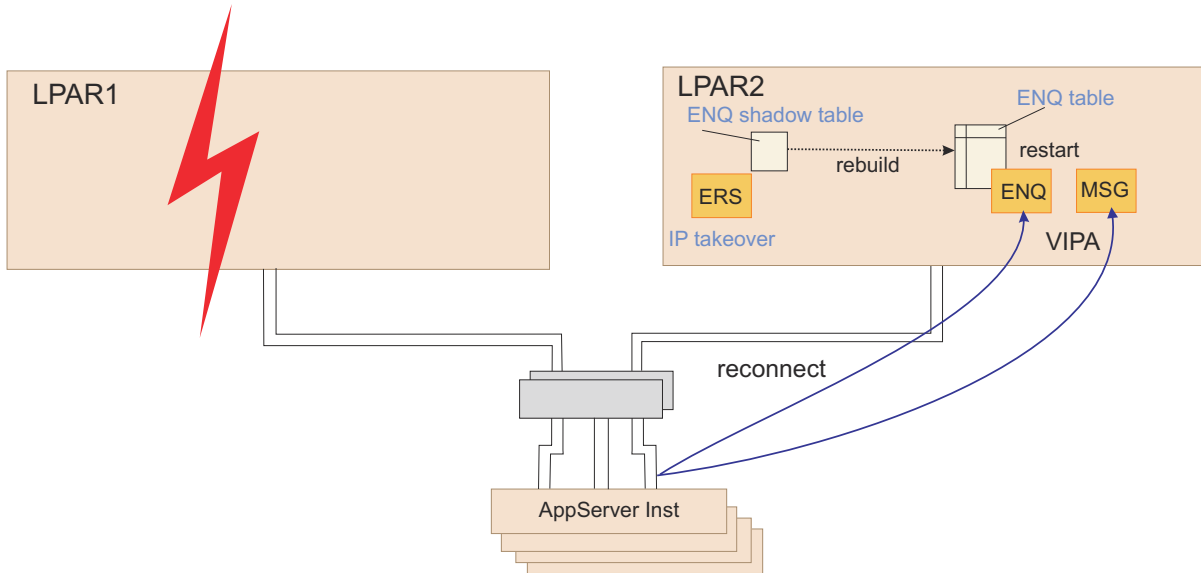 LPAR1
LPAR2
ENQ shadow table
ENQ table
rebuild
restart
ERS
ENQ
MSG
IP takeover
VIPA
reconnect
AppServer Inst